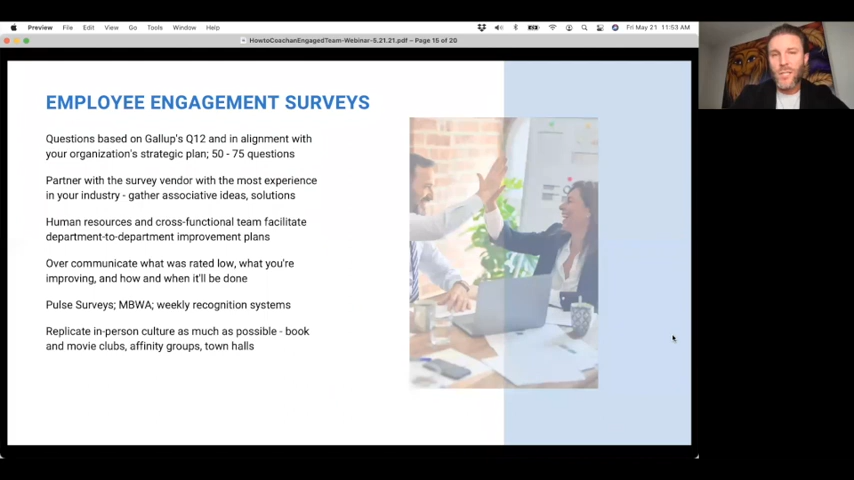 Preview File Edit View Go Tools Window Help
Fri May 21 11:53 AM
HowtoCoachanEngagedTeam-Webinar-5.21.21.pdf – Page 15 of 20
EMPLOYEE ENGAGEMENT SURVEYS
Questions based on Gallup's Q12 and in alignment with
your organization's strategic plan; 50 - 75 questions
Partner with the survey vendor with the most experience
in your industry - gather associative ideas, solutions
Human resources and cross-functional team facilitate
department-to-department improvement plans
Over communicate what was rated low, what you're
improving, and how and when it'll be done
Pulse Surveys; MBWA; weekly recognition systems
Replicate in-person culture as much as possible - book
and movie clubs, affinity groups, town halls